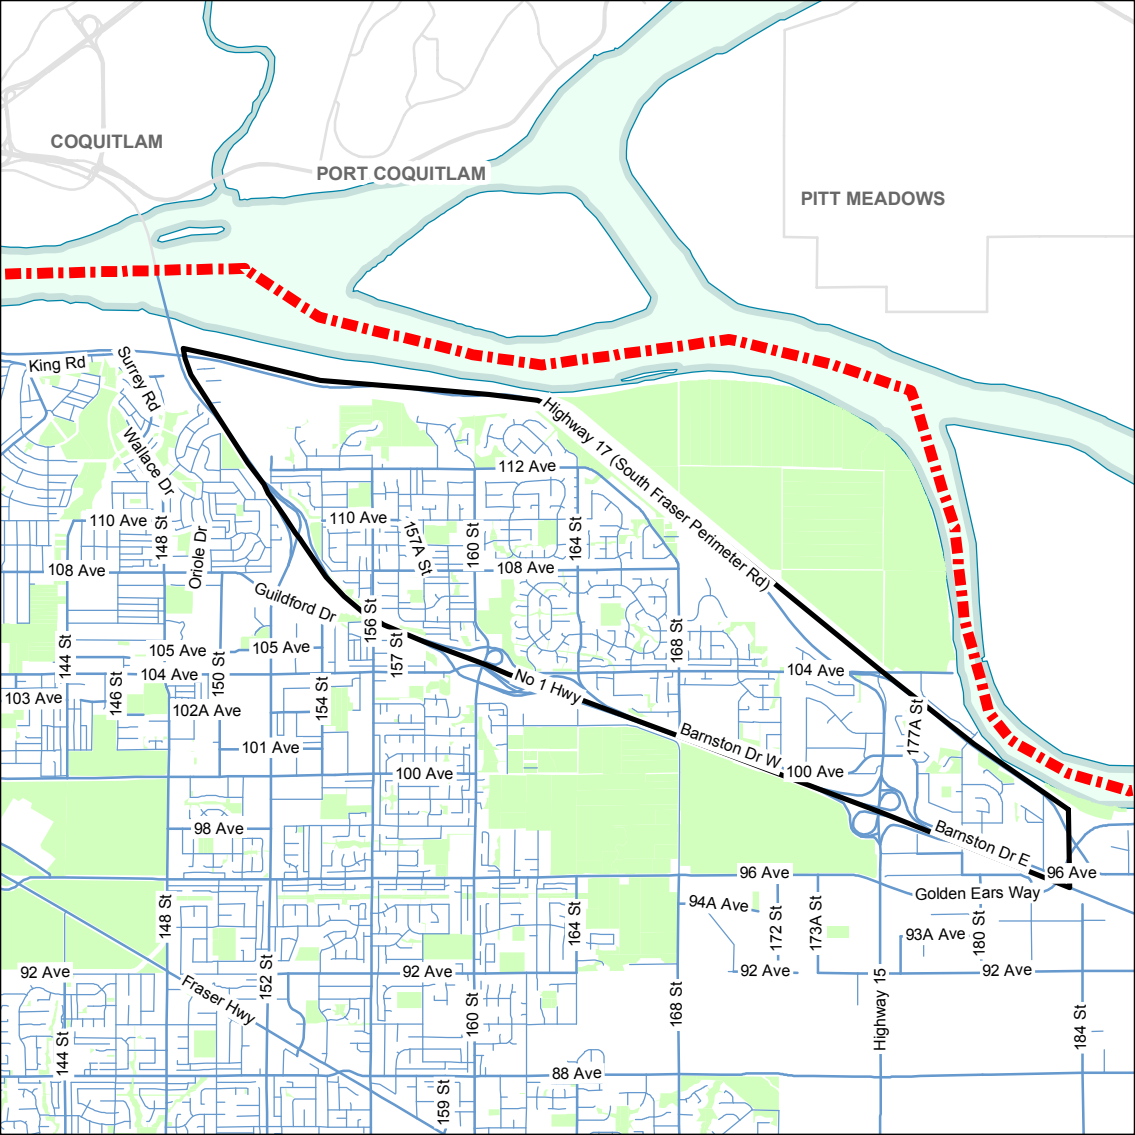 COQUITLAM
PORT COQUITLAM
PITT MEADOWS
King Rd
Surrey Rd
Wallace Dr
Highway 17 (South Fraser Perimeter Rd)
112 Ave
110 Ave
110 Ave
148 St
Oriole Dr
157A St
160 St
164 St
108 Ave
108 Ave
Guildford Dr
156 St
157 St
168 St
144 St
105 Ave
105 Ave
104 Ave
104 Ave
150 St
146 St
103 Ave
154 St
102A Ave
No 1 Hwy
177A St
101 Ave
Barnston Dr W
100 Ave
100 Ave
98 Ave
Barnston Dr E
96 Ave
96 Ave
Golden Ears Way
94A Ave
148 St
164 St
172 St
173A St
180 St
93A Ave
92 Ave
92 Ave
92 Ave
92 Ave
152 St
Fraser Hwy
160 St
168 St
Highway 15
184 St
144 St
88 Ave
159 St